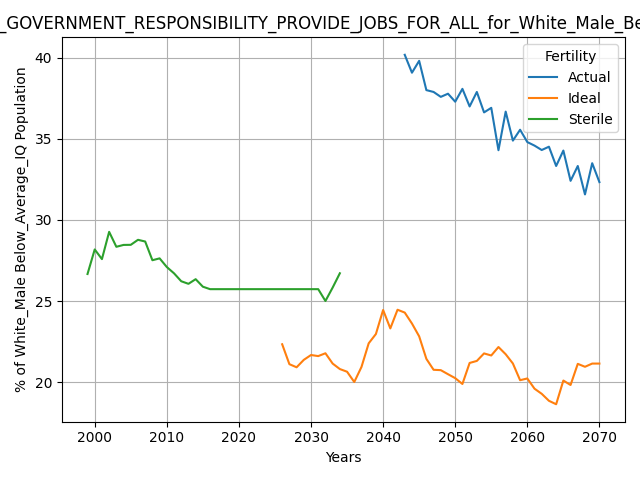 _GOVERNMENT_RESPONSIBILITY_PROVIDE_JOBS_FOR_ALL_for_White_Male_Be
% of White_Male Below_Average_IQ Population
40
35
30
25
20
2000 2010 2020 2030 2040 2050 2060 2070
Years
Fertility
Actual
Ideal
Sterile